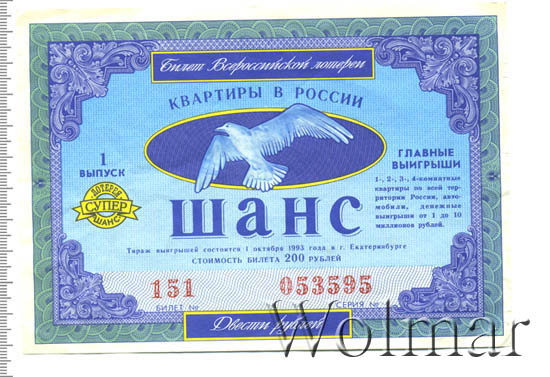 Билет Всероссийской лотереи
КВАРТИРЫ В РОССИИ
1
ВЫПУСК
ЛОТЕРЕЯ
СУПЕР
ШАНС
ШАНС
ГЛАВНЫЕ
ВЫИГРЫШИ
1-, 2-, 3-, 4-комнатные
квартиры по всей тер-
ритории России, авто-
мобили, денежные
выигрыши от 1 до 10
миллионов рублей.
Тираж выигрышей состоится 1 октября 1993 года в г. Екатеринбурге
СТОИМОСТЬ БИЛЕТА 200 РУБЛЕЙ
151 053595
БИЛЕТ № СЕРИЯ №
Двести рублей
Wolmar